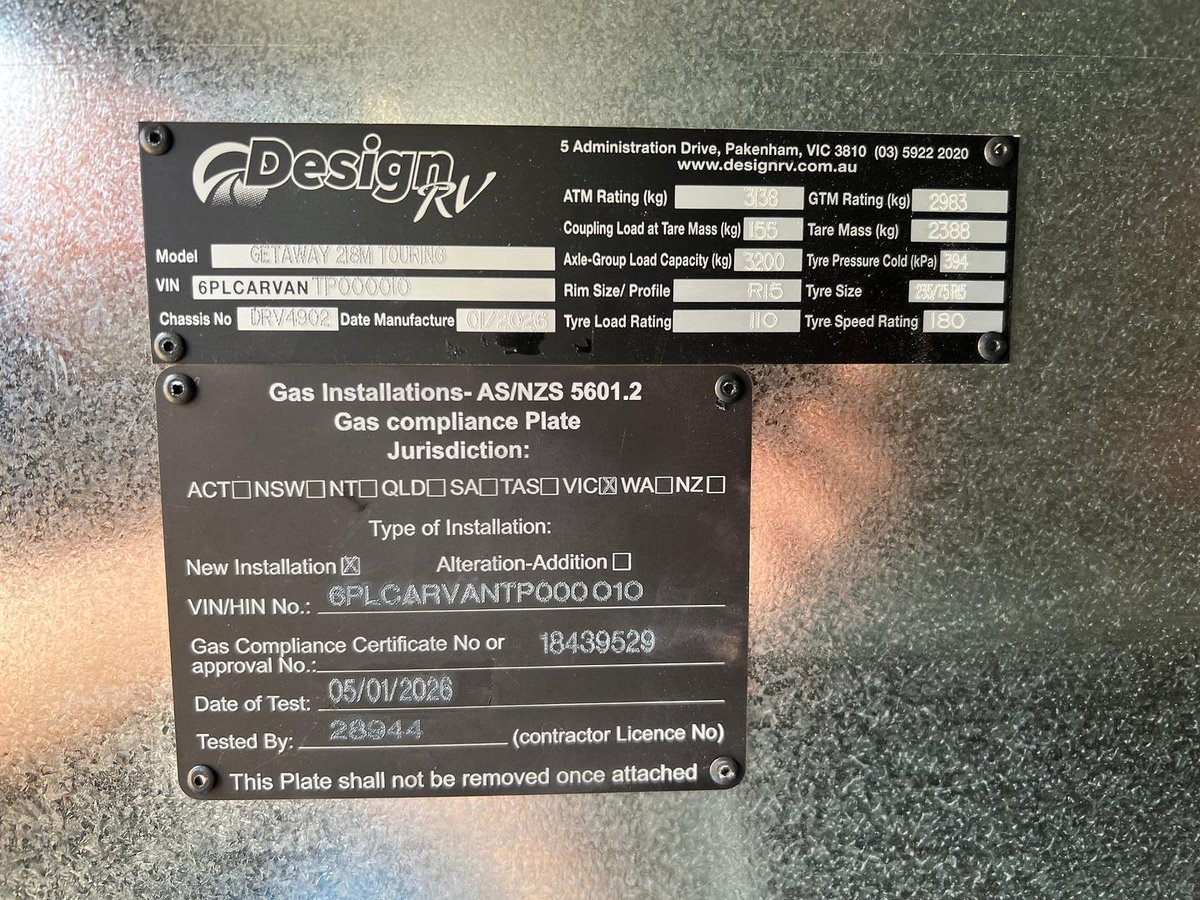 Design RV
5 Administration Drive, Pakenham, VIC 3810 (03) 5922 2020
www.designrv.com.au
ATM Rating (kg) 3138 GTM Rating (kg) 2983
Coupling Load at Tare Mass (kg) 155 Tare Mass (kg) 2388
Model GETAWAY 218M TOURING
Axle-Group Load Capacity (kg) 3200 Tyre Pressure Cold (kPa) 394
VIN 6PLCARVANTP000010
Rim Size/ Profile R15 Tyre Size 235/75 R15
Chassis No DRV4902 Date Manufacture 01/2026
Tyre Load Rating 110 Tyre Speed Rating 180
Gas Installations- AS/NZS 5601.2
Gas compliance Plate
Jurisdiction:
ACT☐ NSW☐ NT☐ QLD☐ SA☐ TAS☐ VIC☒ WA☐ NZ☐
Type of Installation:
New Installation ☒ Alteration-Addition ☐
VIN/HIN No.: 6PLCARVANTP000010
Gas Compliance Certificate No or 18439529
approval No.:
Date of Test: 05/01/2026
Tested By: 28944 (contractor Licence No)
This Plate shall not be removed once attached